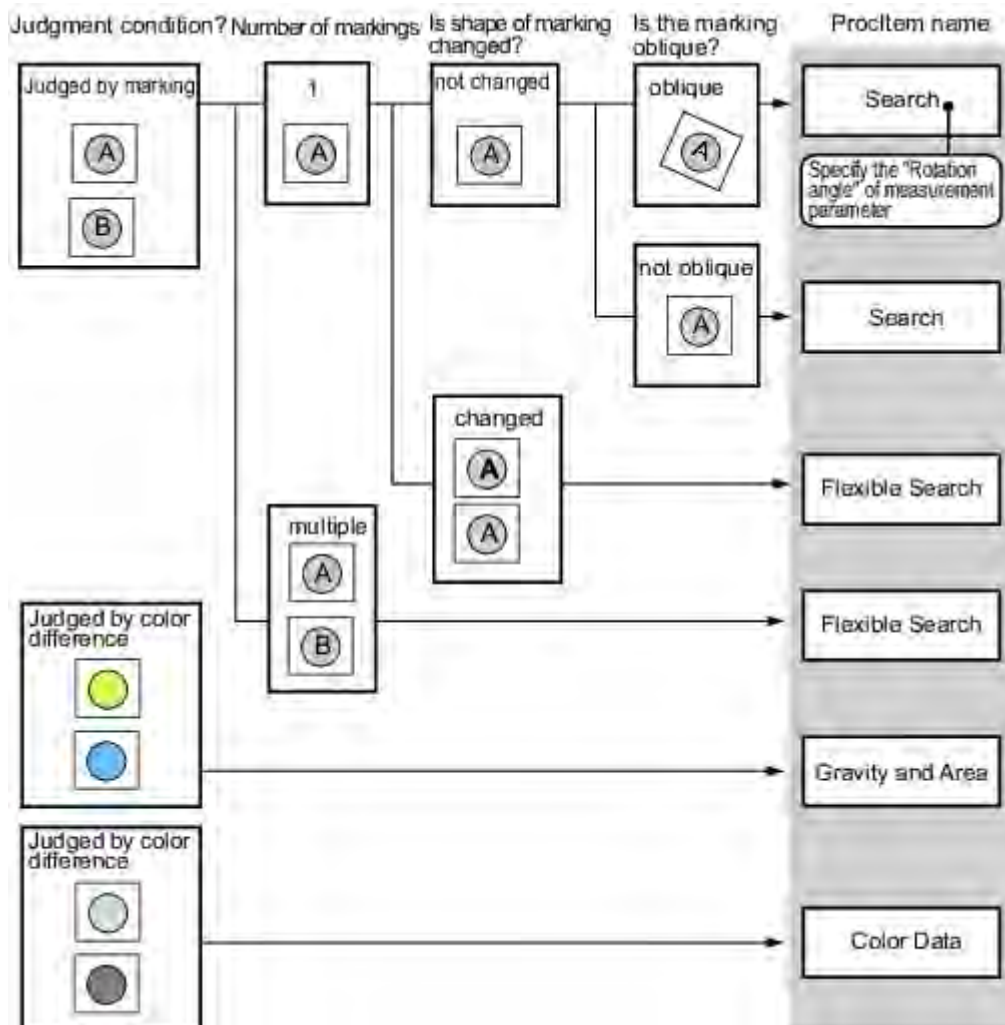 Judgment condition?
Number of markings
Is shape of marking
changed?
Is the marking
oblique?
ProcItem name
Judged by marking
A
B
1
A
not changed
A
oblique
A
Search
Specify the "Rotation
angle" of measurement
parameter
not oblique
A
Search
changed
A
A
Flexible Search
multiple
A
B
Flexible Search
Judged by color
difference
Gravity and Area
Judged by color
difference
Color Data